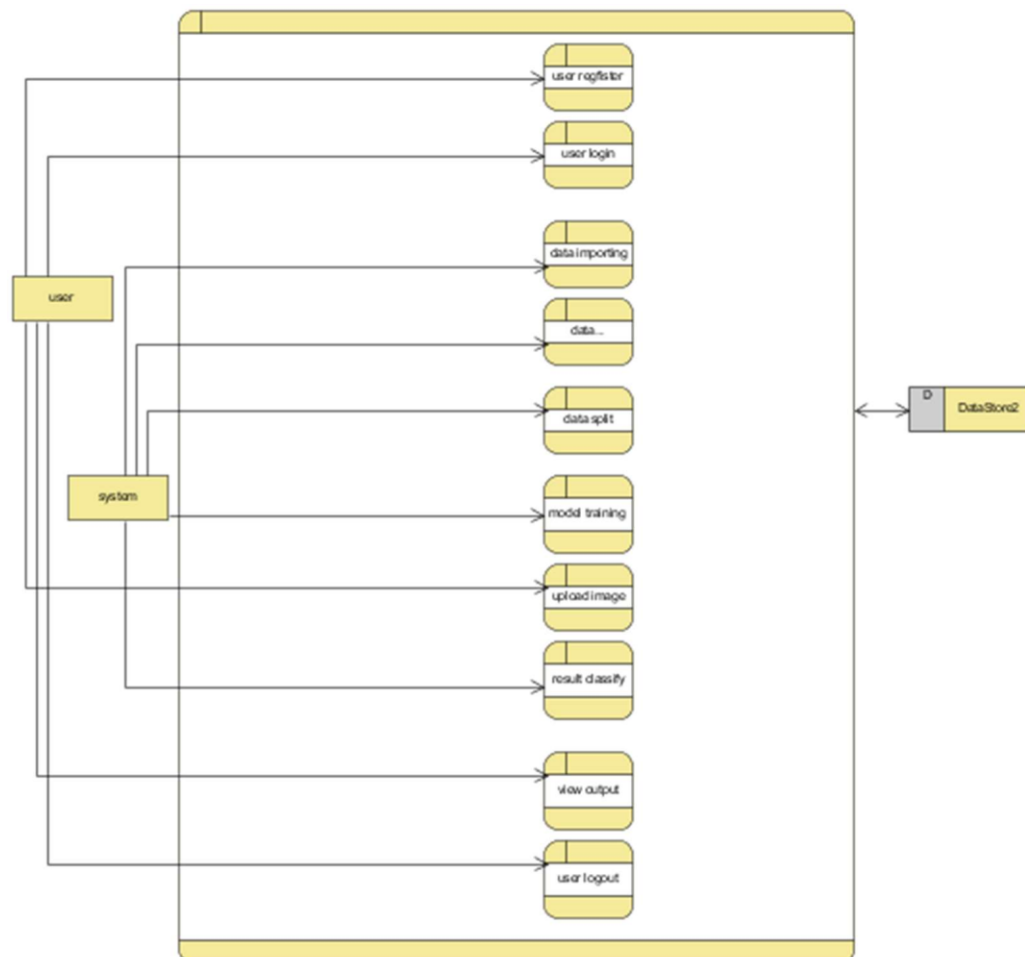 user regfister
user login
data importing
user
data...
D
DataStore2
data split
system
model training
upload image
result classify
view output
user logout